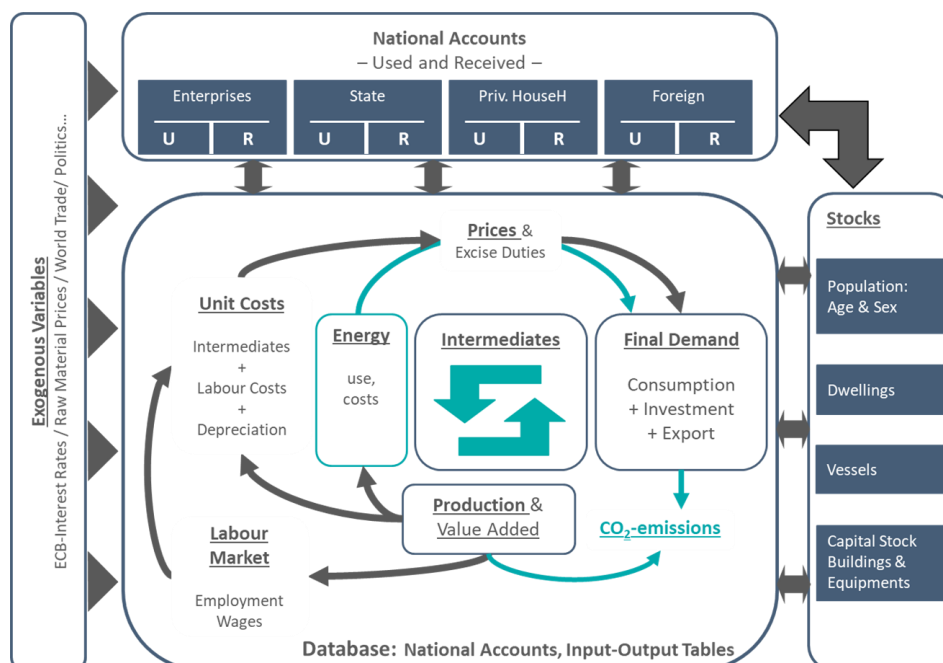 Exogenous Variables
ECB-Interest Rates / Raw Material Prices / World Trade/ Politics...
National Accounts
– Used and Received –
Enterprises
U R
State
U R
Priv. HouseH
U R
Foreign
U R
Prices &
Excise Duties
Unit Costs
Intermediates
+
Labour Costs
+
Depreciation
Energy
use,
costs
Intermediates
Final Demand
Consumption
+ Investment
+ Export
Production &
Value Added
CO2-emissions
Labour
Market
Employment
Wages
Database: National Accounts, Input-Output Tables
Stocks
Population:
Age & Sex
Dwellings
Vessels
Capital Stock
Buildings &
Equipments